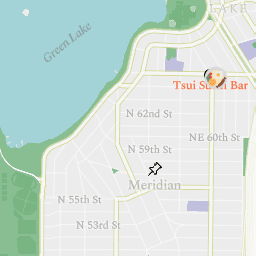 LAKE
Green Lake
Tsui Sushi Bar
N 62nd St
NE 60th St
N 59th St
Meridian
N 55th St
N 53rd St